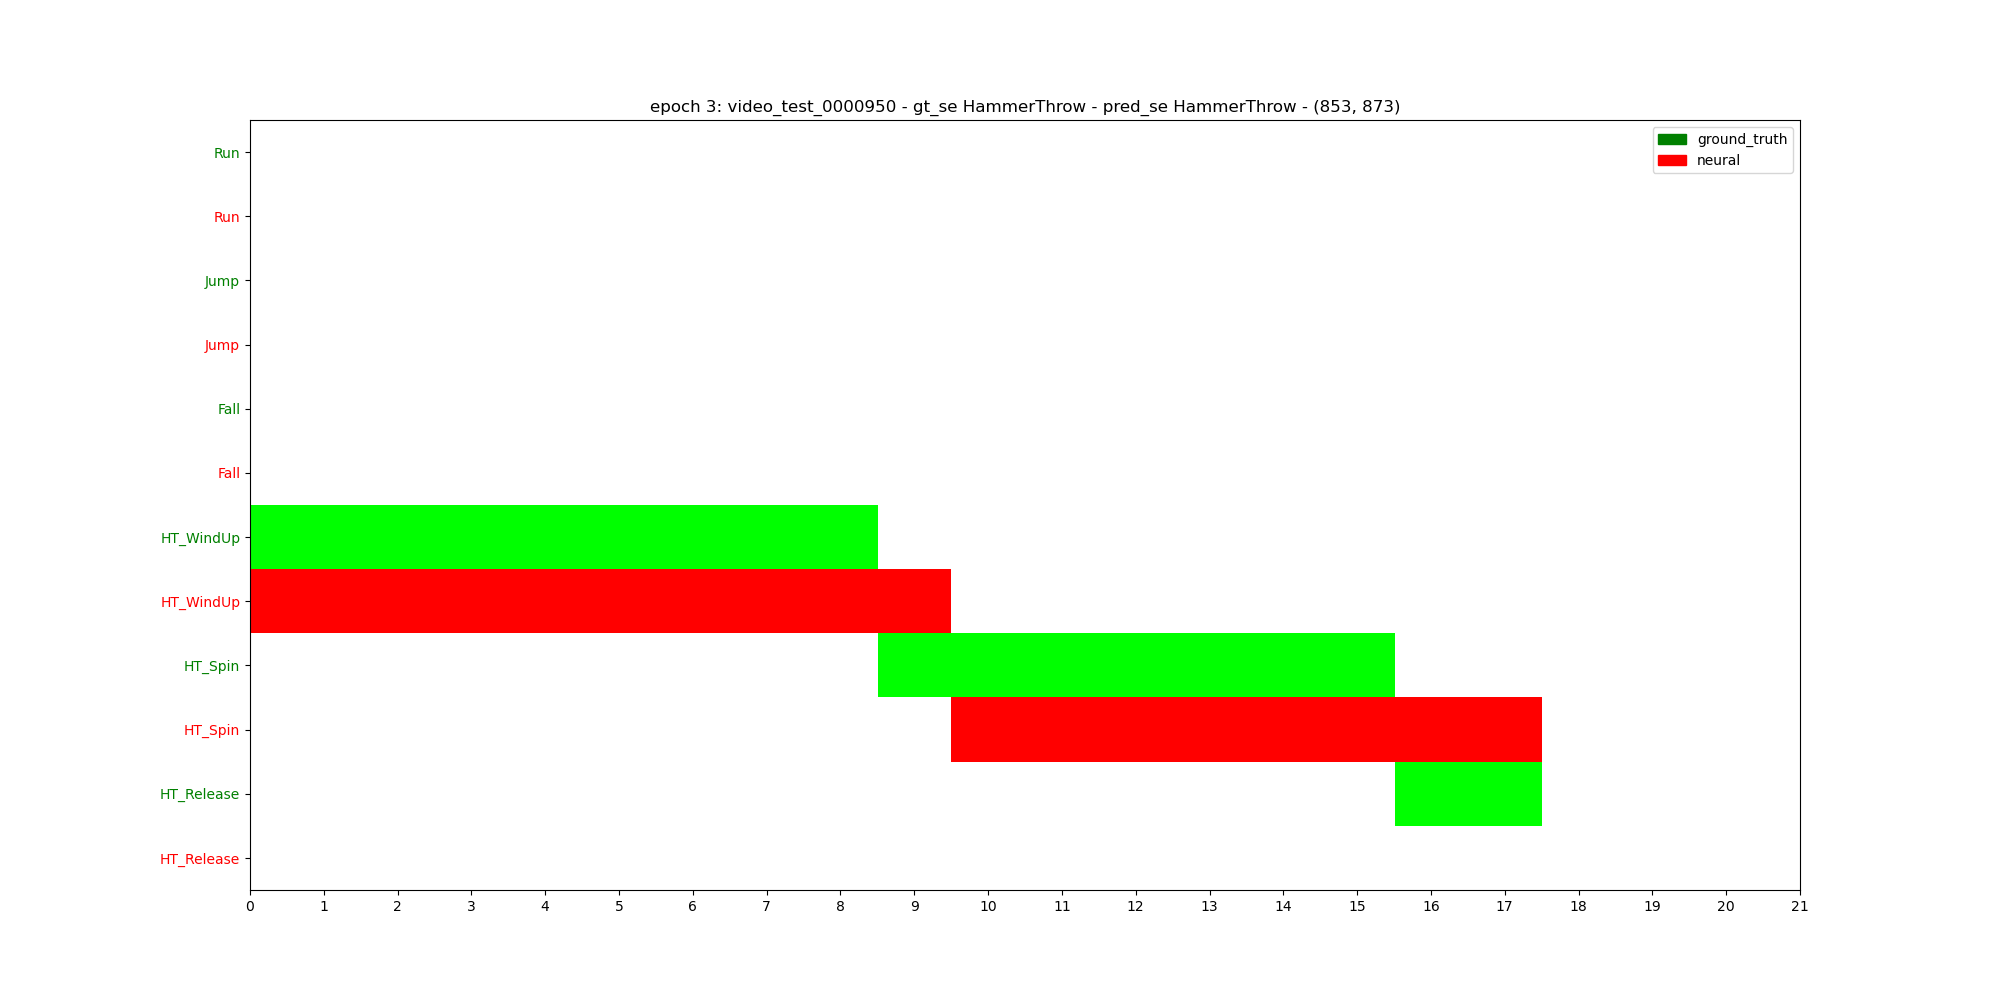 epoch 3: video_test_0000950 - gt_se HammerThrow - pred_se HammerThrow - (853, 873)
ground_truth
neural
Run
Run
Jump
Jump
Fall
Fall
HT_WindUp
HT_WindUp
HT_Spin
HT_Spin
HT_Release
HT_Release
0 1 2 3 4 5 6 7 8 9 10 11 12 13 14 15 16 17 18 19 20 21